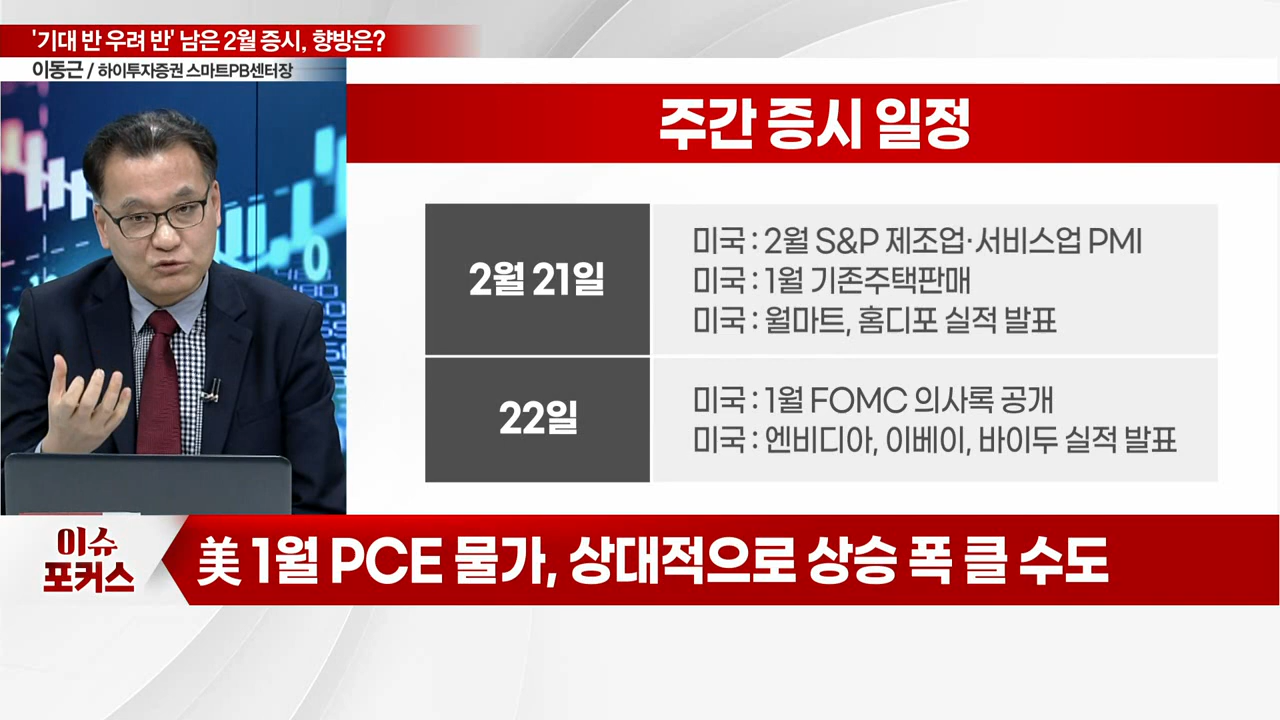 '기대 반 우려 반' 남은 2월 증시, 향방은?
이동근 / 하이투자증권 스마트PB센터장
주간 증시 일정
2월 21일
미국 : 2월 S&P 제조업·서비스업 PMI
미국 : 1월 기존주택판매
미국 : 월마트, 홈디포 실적 발표
22일
미국 : 1월 FOMC 의사록 공개
미국 : 엔비디아, 이베이, 바이두 실적 발표
이슈
포커스
美 1월 PCE 물가, 상대적으로 상승 폭 클 수도